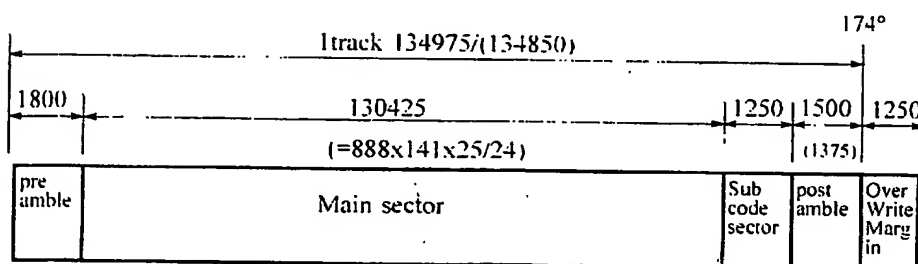 174°
1track 134975/(134850)
1800 130425 1250 1500 1250
(=888x141x25/24) (1375)
pre
amble
Main sector
Sub
code
sector
post
amble
Over
Write
Marg
in